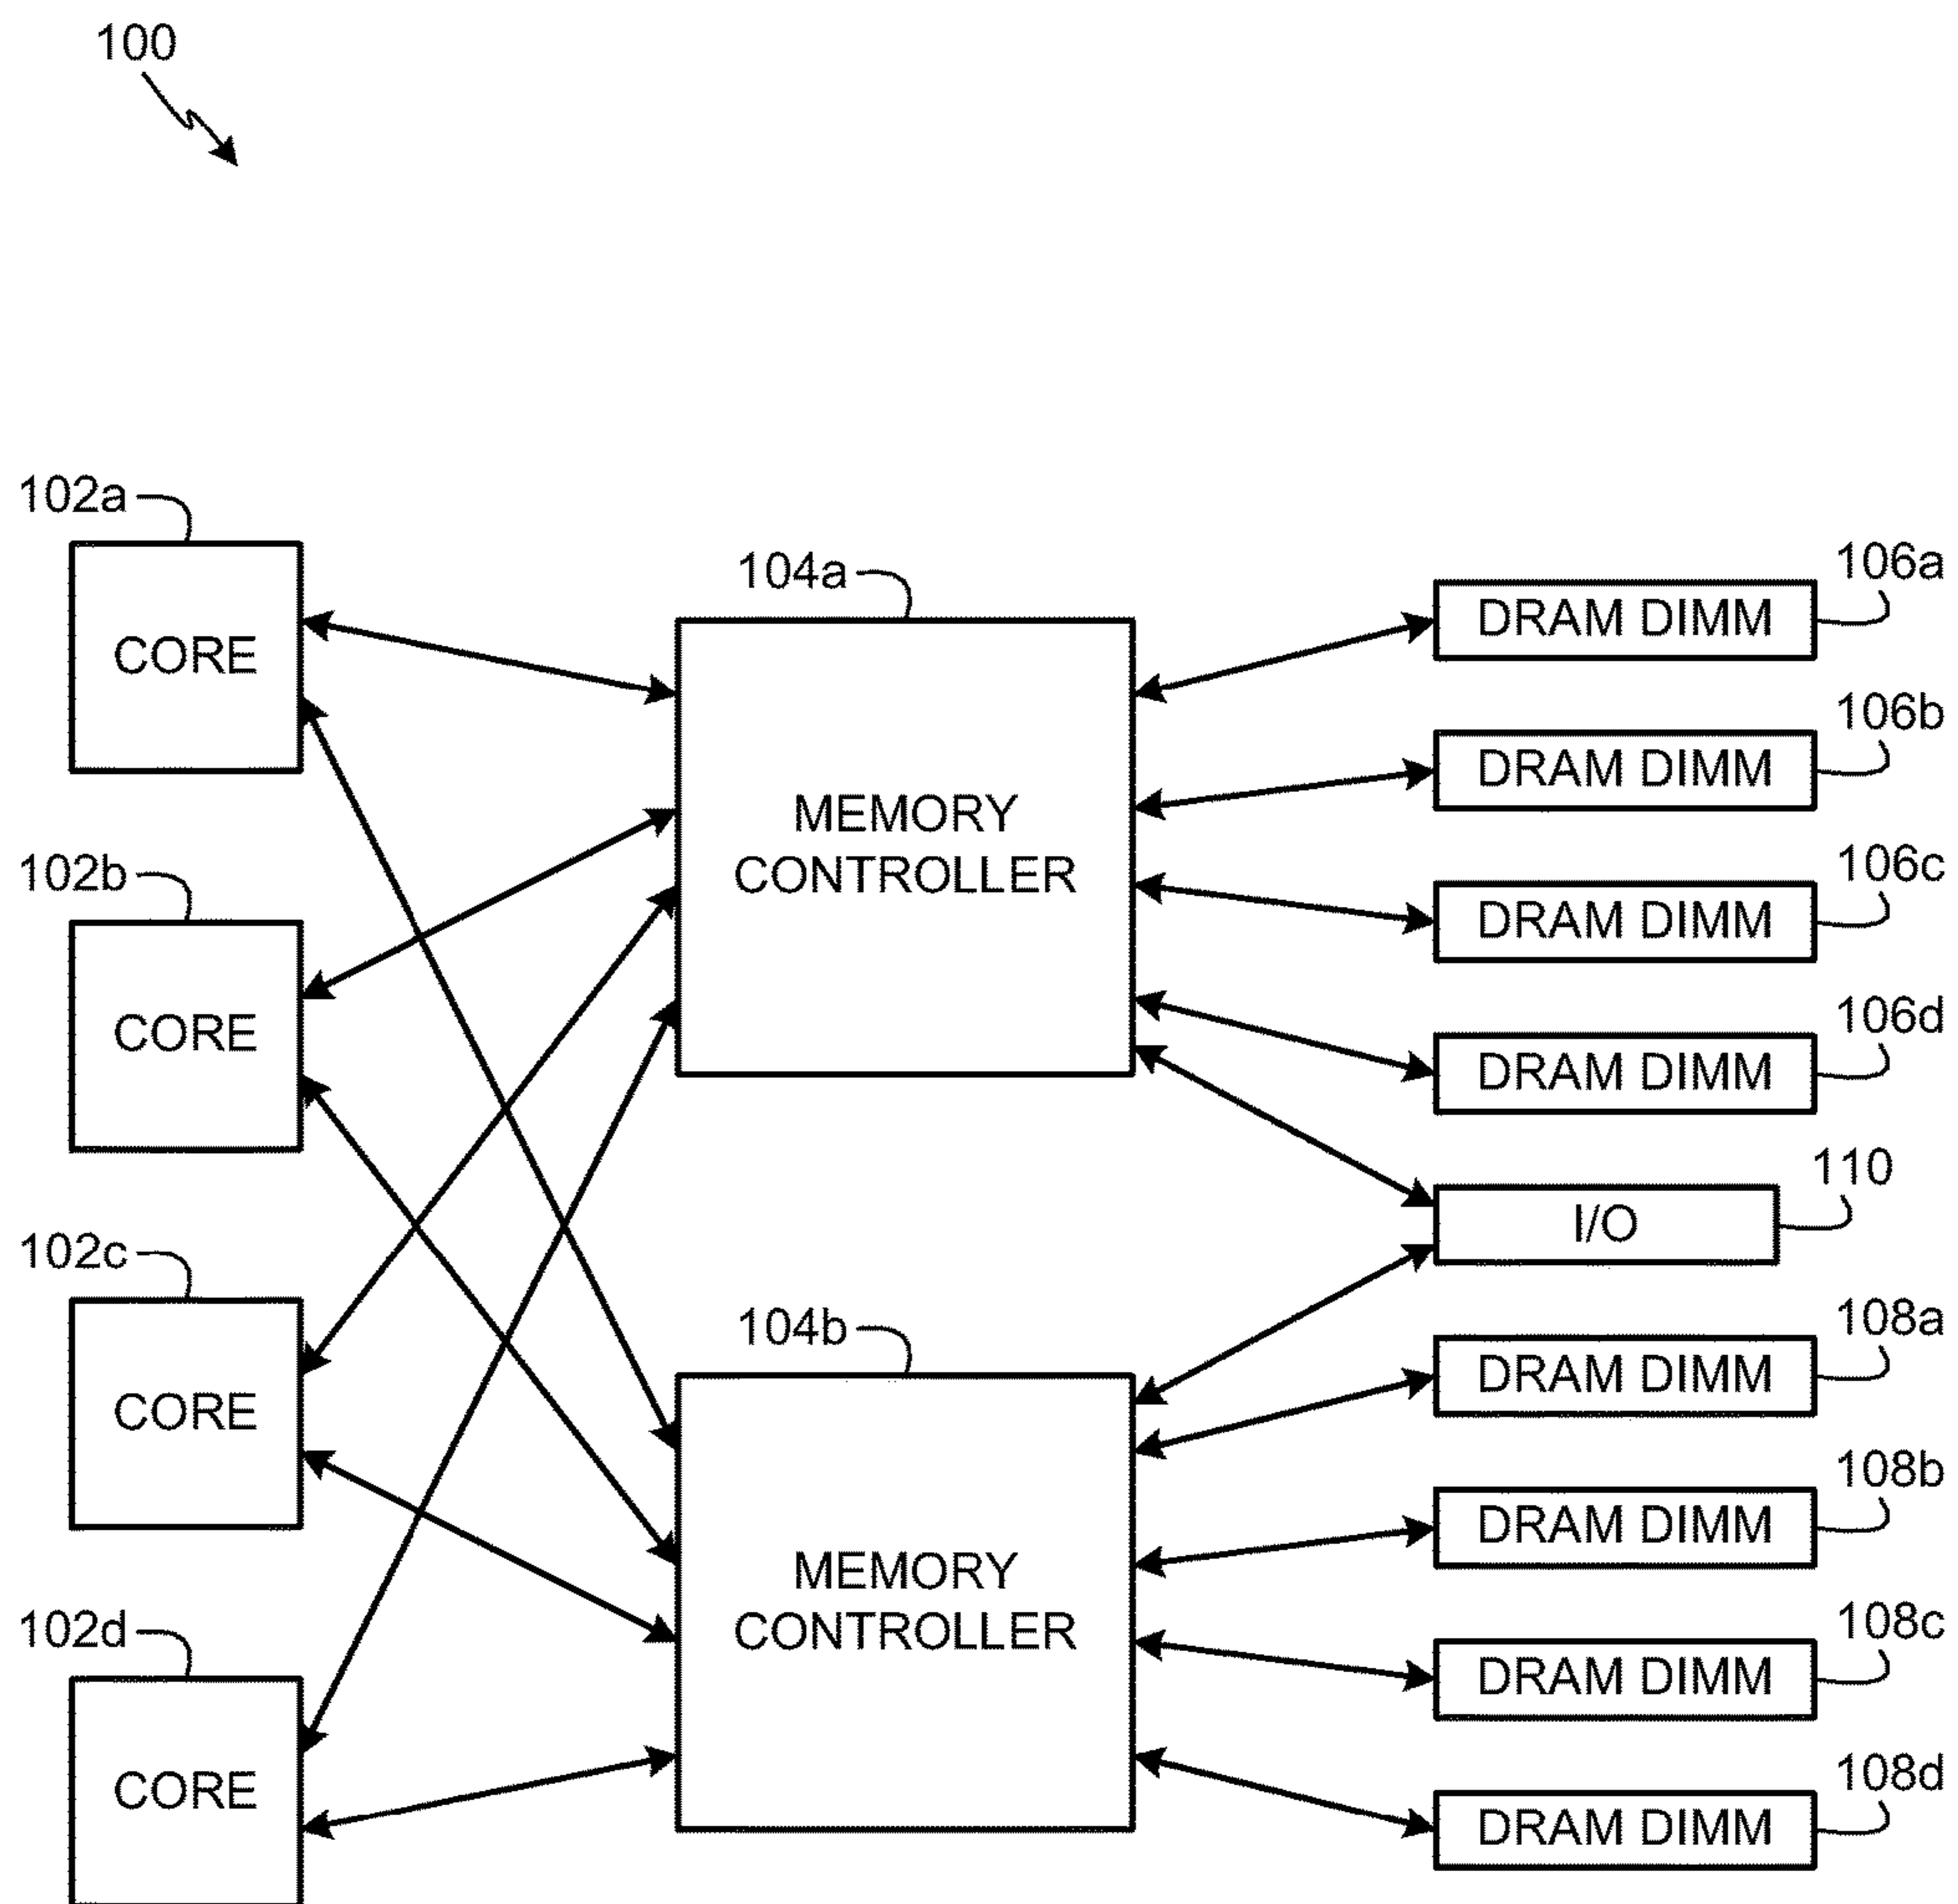 100
102a
CORE
102b
CORE
102c
CORE
102d
CORE
104a
MEMORY
CONTROLLER
104b
MEMORY
CONTROLLER
106a
DRAM DIMM
106b
DRAM DIMM
106c
DRAM DIMM
106d
DRAM DIMM
110
I/O
108a
DRAM DIMM
108b
DRAM DIMM
108c
DRAM DIMM
108d
DRAM DIMM